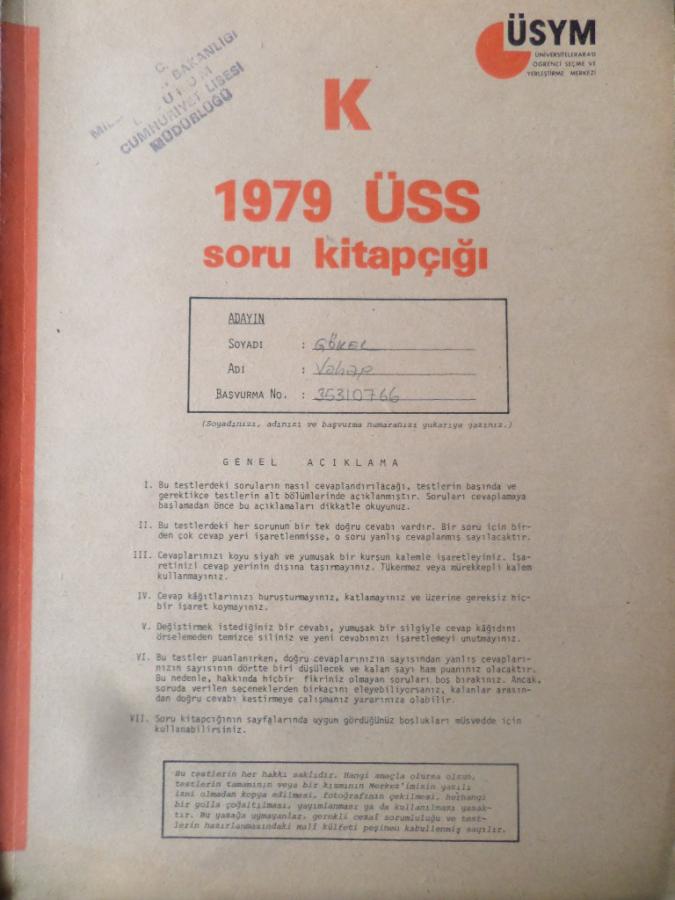 ÜSYM
ÜNİVERSİTELERARASI
ÖĞRENCİ SEÇME VE
YERLEŞTİRME MERKEZİ
BAKANLIĞI
CUMHURİYET LİSESİ
MÜDÜRLÜĞÜ
K
1979 ÜSS
soru kitapçığı
ADAYIN
SOYADI :
ADI : Vahap
BAŞVURMA No. : 35310766
(Soyadınızı, adınızı ve başvurma numaranızı yukarıya yazınız.)
GENEL AÇIKLAMA
I. Bu testlerdeki soruların nasıl cevaplandırılacağı, testlerin başında ve
gerektikçe testlerin alt bölümlerinde açıklanmıştır. Soruları cevaplamaya
başlamadan önce bu açıklamaları dikkatle okuyunuz.
II. Bu testlerdeki her sorunun bir tek doğru cevabı vardır. Bir soru için bir-
den çok cevap yeri işaretlenmişse, o soru yanlış cevaplanmış sayılacaktır.
III. Cevaplarınızı koyu siyah ve yumuşak bir kurşun kalemle işaretleyiniz. İşa-
retinizi cevap yerinin dışına taşırmayınız. Tükenmez veya mürekkepli kalem
kullanmayınız.
IV. Cevap kâğıtlarınızı buruşturmayınız, katlamayınız ve üzerine gereksiz hiç-
bir işaret koymayınız.
V. Değiştirmek istediğiniz bir cevabı, yumuşak bir silgiyle cevap kâğıdını
örselemeden temizce siliniz ve yeni cevabınızı işaretlemeyi unutmayınız.
VI. Bu testler puanlanırken, doğru cevaplarınızın sayısından yanlış cevapları-
nızın sayısının dörtte biri düşülecek ve kalan sayı ham puanınız olacaktır.
Bu nedenle, hakkında hiçbir fikriniz olmayan soruları boş bırakınız. Ancak,
soruda verilen seçeneklerden birkaçını eleyebiliyorsanız, kalanlar arasın-
dan doğru cevabı kestirmeye çalışmanız yararınıza olabilir.
VII. Soru kitapçığının sayfalarında uygun gördüğünüz boşlukları müsvedde için
kullanabilirsiniz.
Bu testlerin her hakkı saklıdır. Hangi amaçla olursa olsun,
testlerin tamamının veya bir kısmının Merkez'imizin yazılı
izni olmadan kopya edilmesi, fotoğrafının çekilmesi, herhangi
bir yolla çoğaltılması, yayımlanması ya da kullanılması yasak-
tır. Bu yasağa uymayanlar, gerekli cezaî sorumluluğu ve test-
lerin hazırlanmasındaki malî külfeti peşinen kabullenmiş sayılır.